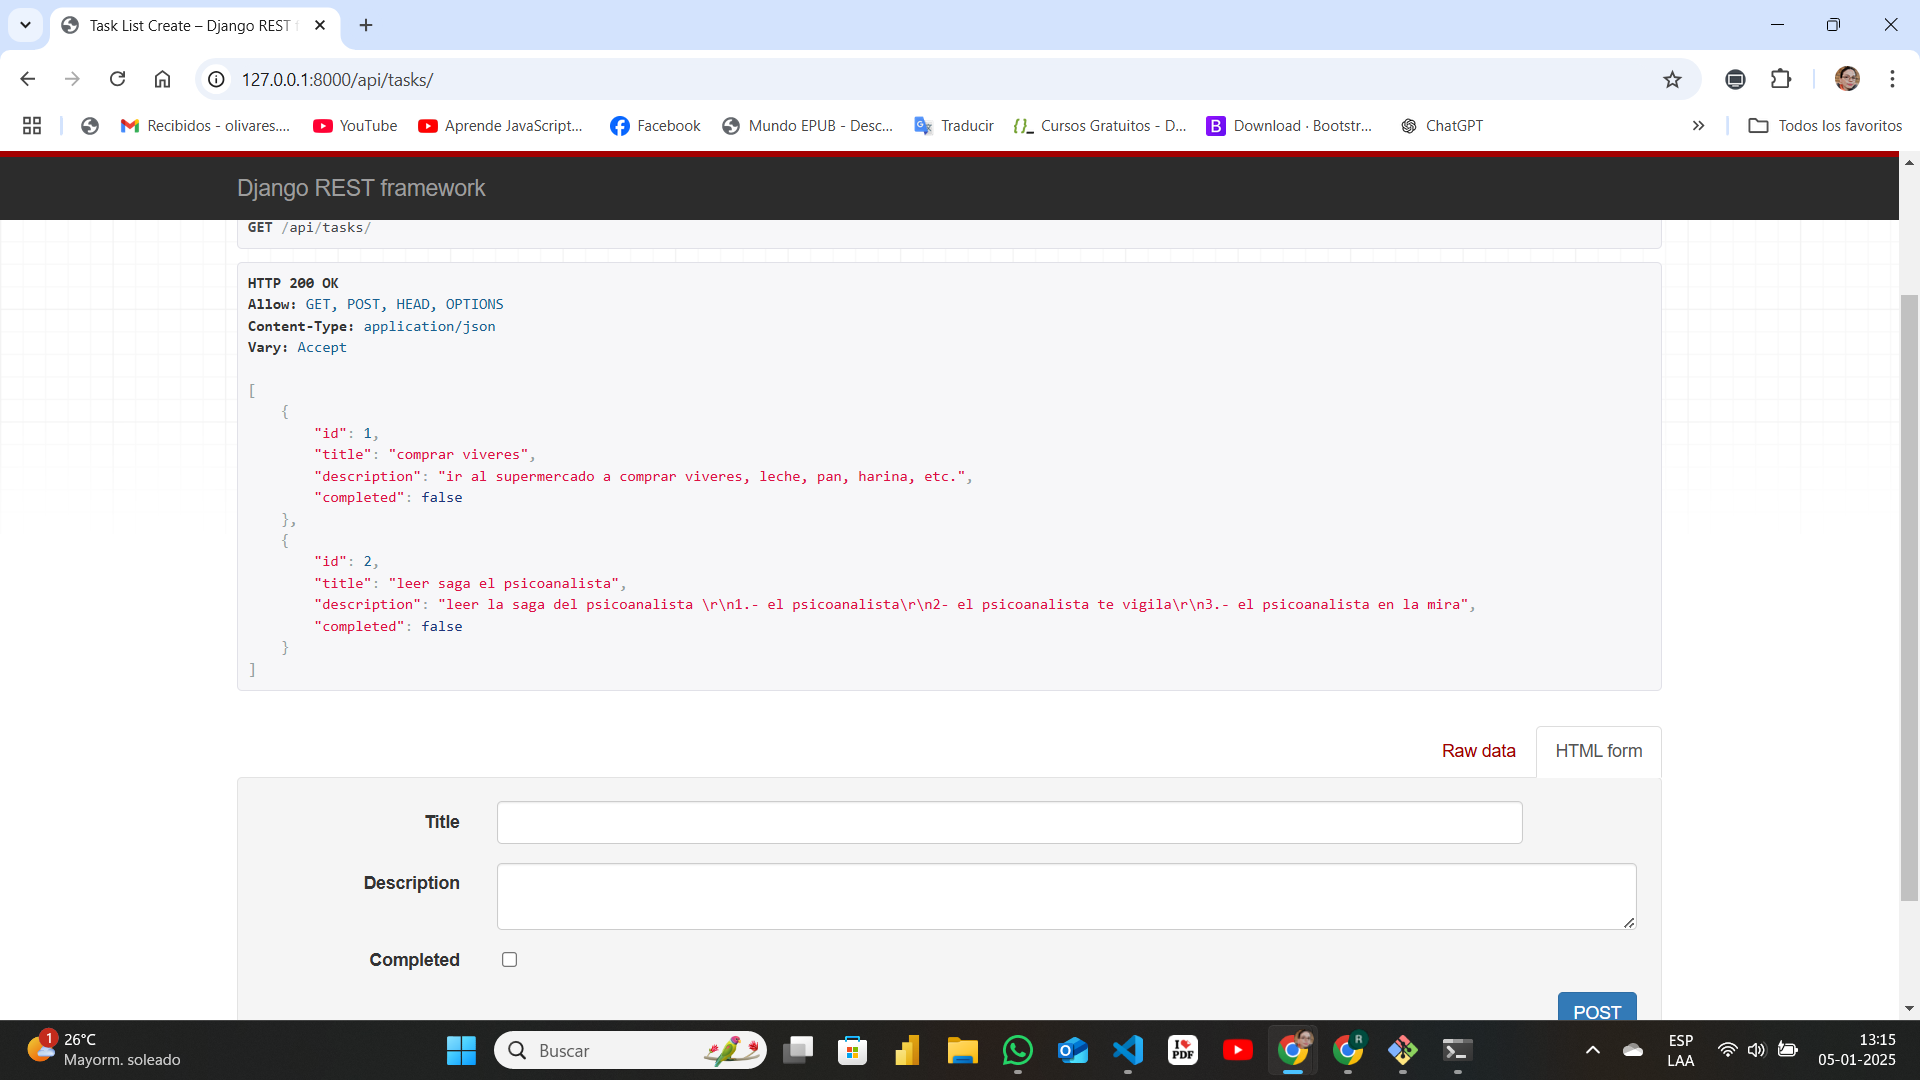 Task List Create – Django REST f
127.0.0.1:8000/api/tasks/
Recibidos - olivares....
YouTube
Aprende JavaScript...
Facebook
Mundo EPUB - Desc...
Traducir
Cursos Gratuitos - D...
Download · Bootstr...
ChatGPT
Todos los favoritos
Django REST framework
GET /api/tasks/
HTTP 200 OK
Allow: GET, POST, HEAD, OPTIONS
Content-Type: application/json
Vary: Accept
[
{
"id": 1,
"title": "comprar viveres",
"description": "ir al supermercado a comprar viveres, leche, pan, harina, etc.",
"completed": false
},
{
"id": 2,
"title": "leer saga el psicoanalista",
"description": "leer la saga del psicoanalista \r\n1.- el psicoanalista\r\n2- el psicoanalista te vigila\r\n3.- el psicoanalista en la mira",
"completed": false
}
]
Raw data
HTML form
Title
Description
Completed
POST
1
26°C
Mayorm. soleado
Buscar
I PDF
R
ESP
LAA
13:15
05-01-2025